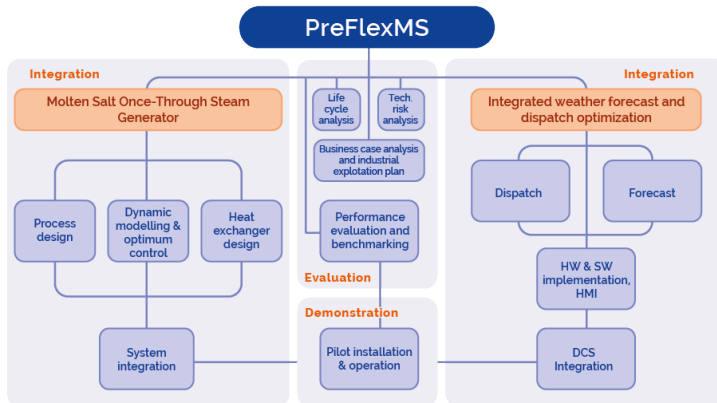 PreFlexMS
Integration
Molten Salt Once-Through Steam
Generator
Process
design
Dynamic
modelling &
optimum
control
Heat
exchanger
design
System
integration
Life
cycle
analysis
Tech.
risk
analysis
Business case analysis
and industrial
explotation plan
Performance
evaluation and
benchmarking
Evaluation
Demonstration
Pilot installation
& operation
Integration
Integrated weather forecast and
dispatch optimization
Dispatch
Forecast
HW & SW
implementation,
HMI
DCS
Integration